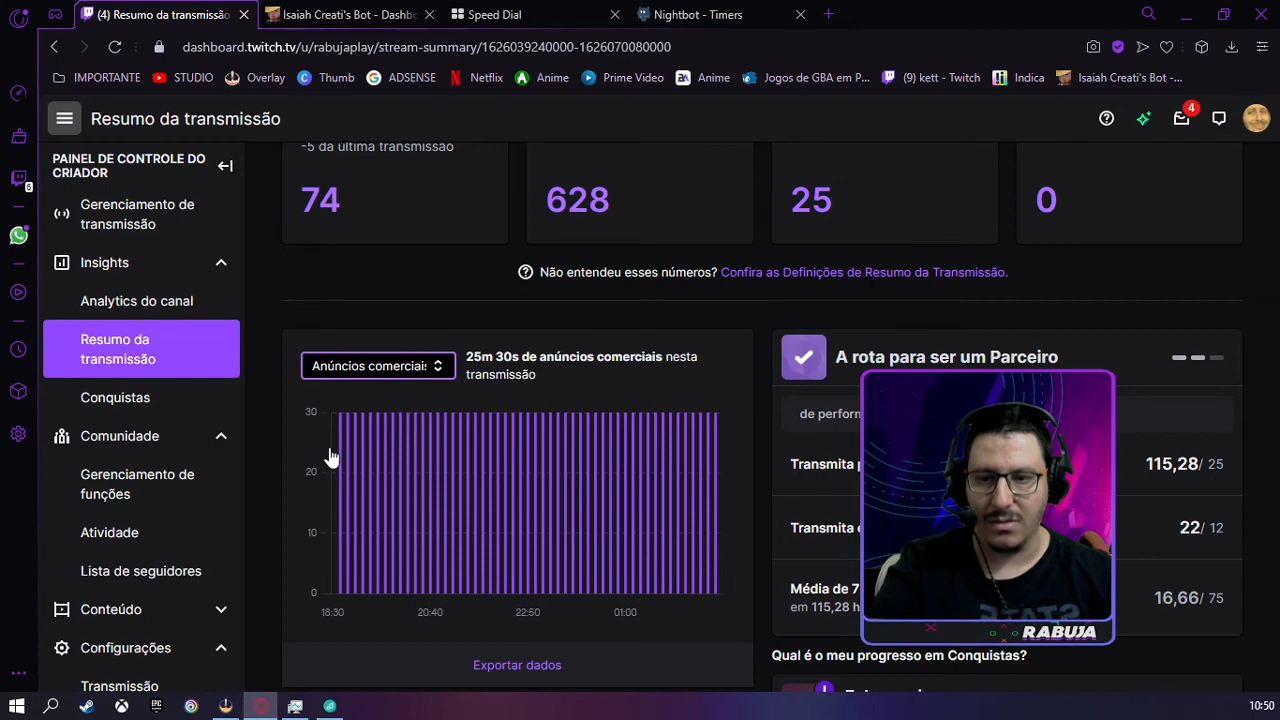 (4) Resumo da transmissão
Isaiah Creati's Bot - Dashbo
Speed Dial
Nightbot - Timers
dashboard.twitch.tv/u/rabujaplay/stream-summary/1626039240000-1626070080000
IMPORTANTE
STUDIO
Overlay
Thumb
ADSENSE
Netflix
Anime
Prime Video
Anime
Jogos de GBA em P...
(9) kett - Twitch
Indica
Isaiah Creati's Bot -...
Resumo da transmissão
4
PAINEL DE CONTROLE DO
CRIADOR
Gerenciamento de
transmissão
Insights
Analytics do canal
Resumo da
transmissão
Conquistas
Comunidade
Gerenciamento de
funções
Atividade
Lista de seguidores
Conteúdo
Configurações
Transmissão
6
-5 da última transmissão
74
628
25
0
Não entendeu esses números? Confira as Definições de Resumo da Transmissão.
Anúncios comerciais
25m 30s de anúncios comerciais nesta
transmissão
30
20
10
0
18:30
20:40
22:50
01:00
Exportar dados
A rota para ser um Parceiro
de perform
Transmita
115,28/ 25
Transmita
22/ 12
Média de 7
em 115,28 h
16,66/ 75
RABUJA
Qual é o meu progresso em Conquistas?
EPIC
10:50